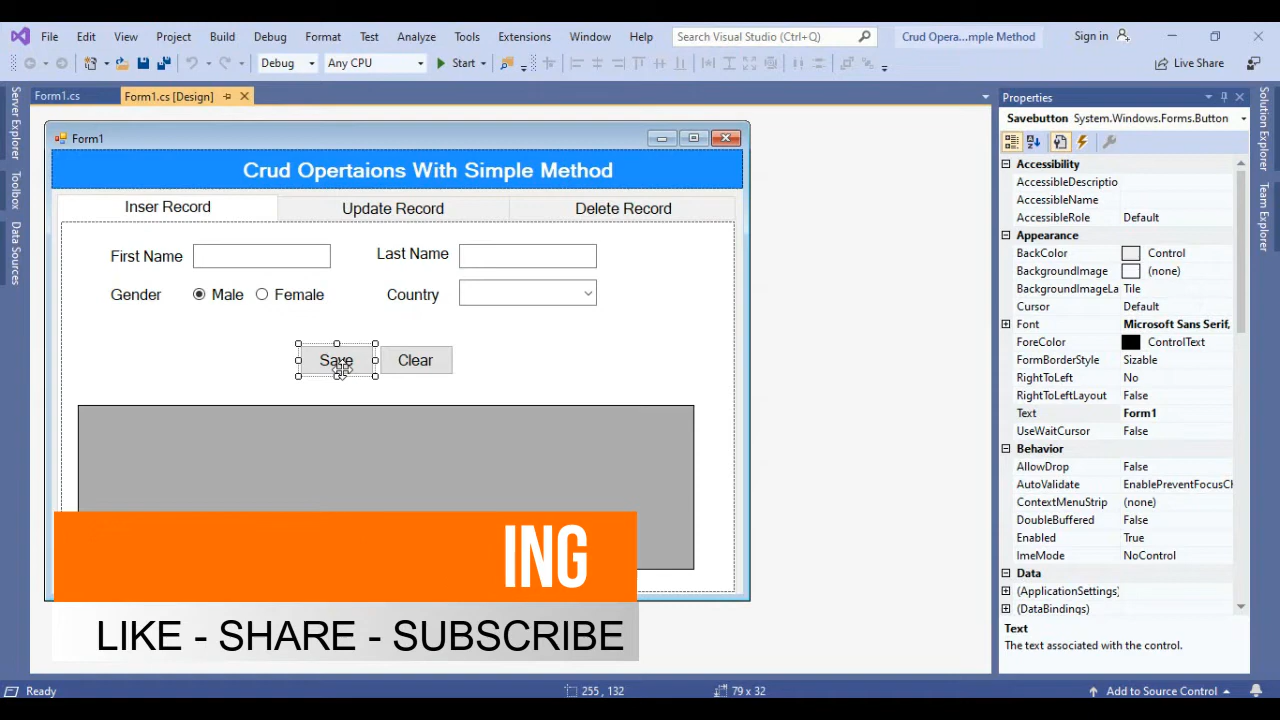 File Edit View Project Build Debug Format Test Analyze Tools Extensions Window Help Search Visual Studio (Ctrl+Q) Crud Opera...mple Method Sign in
Debug Any CPU Start Live Share
Server Explorer
Toolbox
Data Sources
Form1.cs Form1.cs [Design]
Form1
Crud Opertaions With Simple Method
Inser Record Update Record Delete Record
First Name Last Name
Gender Male Female Country
Save Clear
ING
LIKE - SHARE - SUBSCRIBE
Properties
Savebutton System.Windows.Forms.Button
Accessibility
AccessibleDescriptio
AccessibleName
AccessibleRole Default
Appearance
BackColor Control
BackgroundImage (none)
BackgroundImageLa Tile
Cursor Default
Font Microsoft Sans Serif,
ForeColor ControlText
FormBorderStyle Sizable
RightToLeft No
RightToLeftLayout False
Text Form1
UseWaitCursor False
Behavior
AllowDrop False
AutoValidate EnablePreventFocusCh
ContextMenuStrip (none)
DoubleBuffered False
Enabled True
ImeMode NoControl
Data
(ApplicationSettings)
(DataBindings)
Text
The text associated with the control.
Solution Explorer
Team Explorer
Ready 255, 132 79 x 32 Add to Source Control